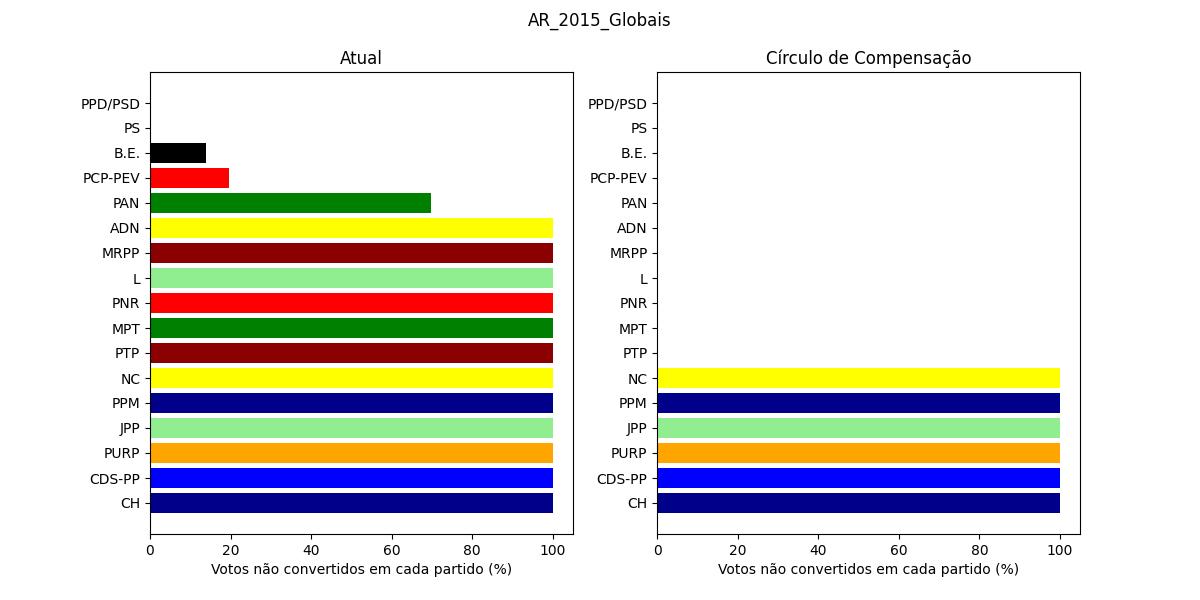 AR_2015_Globais
Atual
PPD/PSD
PS
B.E.
PCP-PEV
PAN
ADN
MRPP
L
PNR
MPT
PTP
NC
PPM
JPP
PURP
CDS-PP
CH
0 20 40 60 80 100
Votos não convertidos em cada partido (%)
Círculo de Compensação
PPD/PSD
PS
B.E.
PCP-PEV
PAN
ADN
MRPP
L
PNR
MPT
PTP
NC
PPM
JPP
PURP
CDS-PP
CH
0 20 40 60 80 100
Votos não convertidos em cada partido (%)